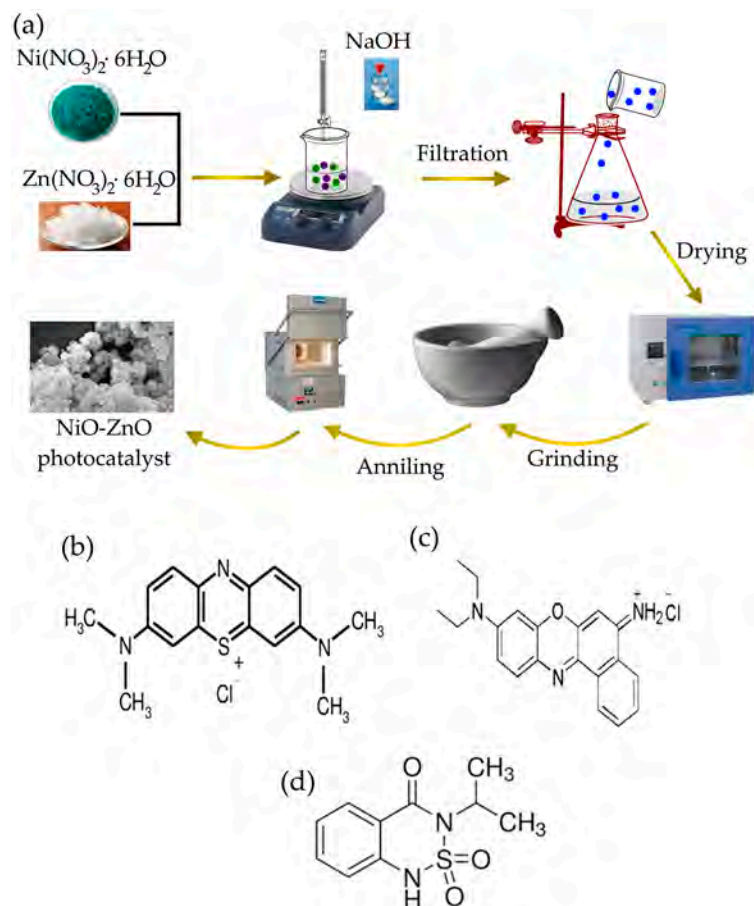 (a)
Ni(NO₃)₂· 6H₂O
NaOH
Filtration
Zn(NO₃)₂· 6H₂O
Drying
NiO-ZnO
photocatalyst
Anniling
Grinding
(b)
N
H₃C
N
CH₃
S
+
Cl⁻
N
CH₃
CH₃
(c)
N
O
+
NH₂Cl
−
N
(d)
O
CH₃
N
CH₃
S
O
O
N
H